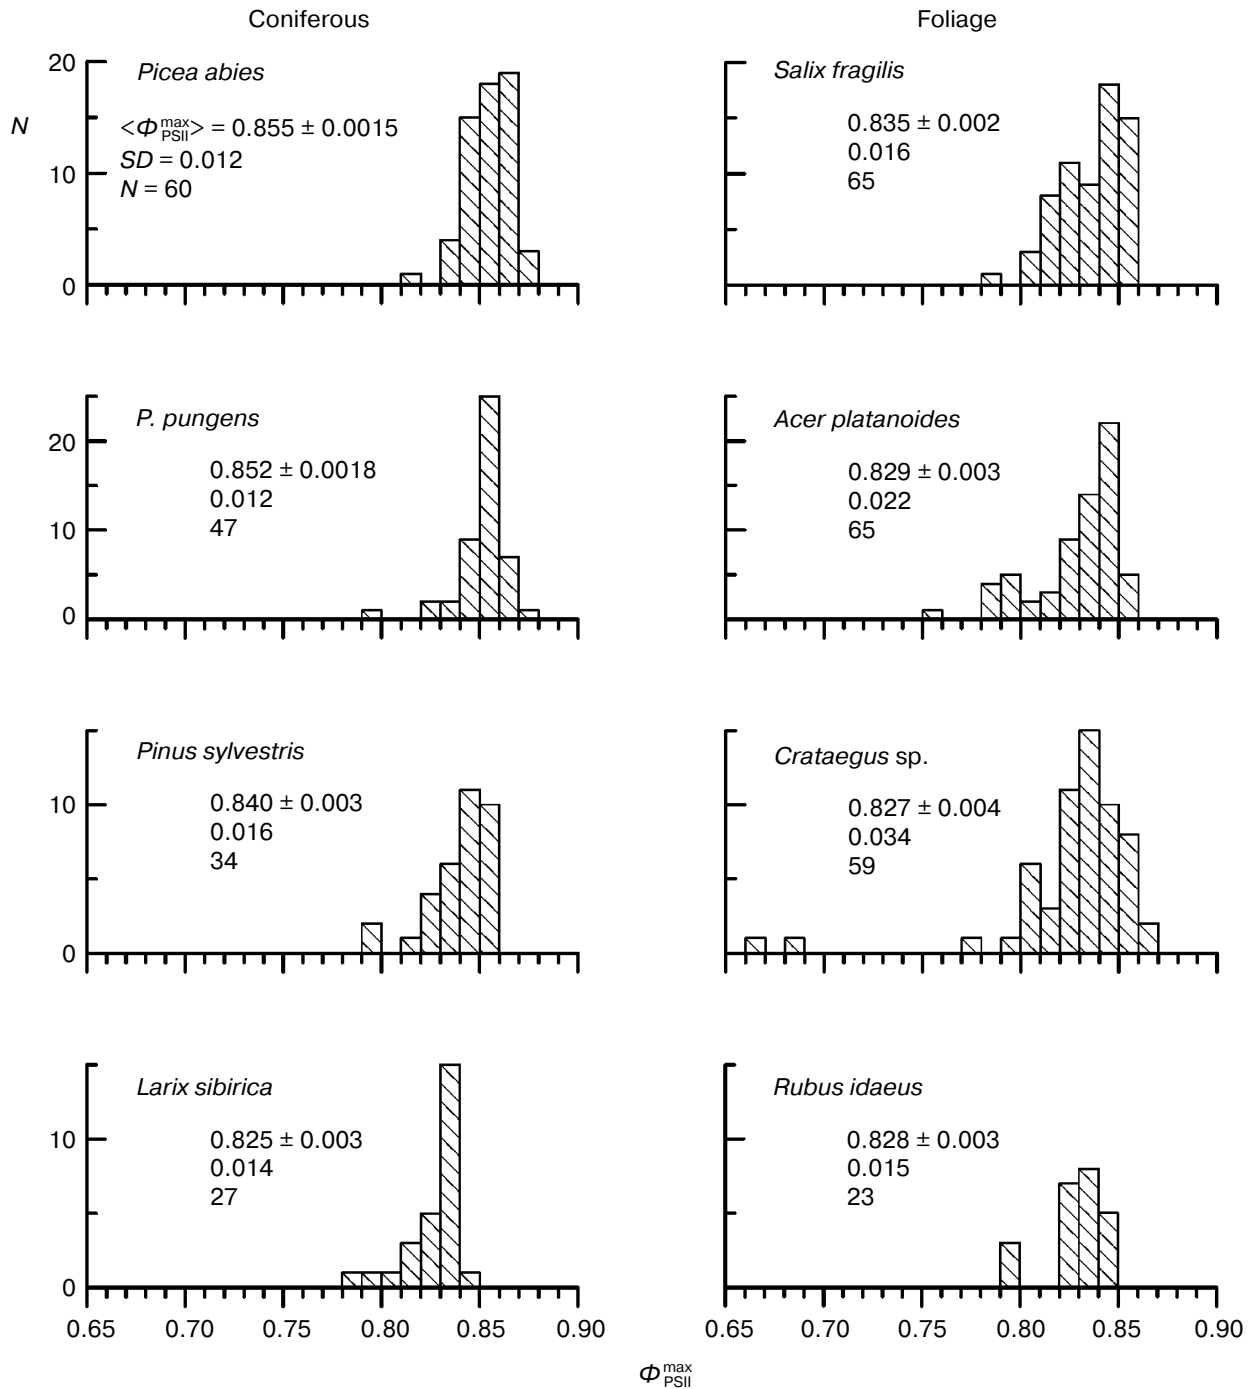 Coniferous
Foliage
20
10
0
N
Picea abies
<Φ_PSII^max> = 0.855 ± 0.0015
SD = 0.012
N = 60
Salix fragilis
0.835 ± 0.002
0.016
65
20
10
0
P. pungens
0.852 ± 0.0018
0.012
47
Acer platanoides
0.829 ± 0.003
0.022
65
10
0
Pinus sylvestris
0.840 ± 0.003
0.016
34
Crataegus sp.
0.827 ± 0.004
0.034
59
10
0
Larix sibirica
0.825 ± 0.003
0.014
27
Rubus idaeus
0.828 ± 0.003
0.015
23
0.65 0.70 0.75 0.80 0.85 0.90
0.65 0.70 0.75 0.80 0.85 0.90
Φ_PSII^max